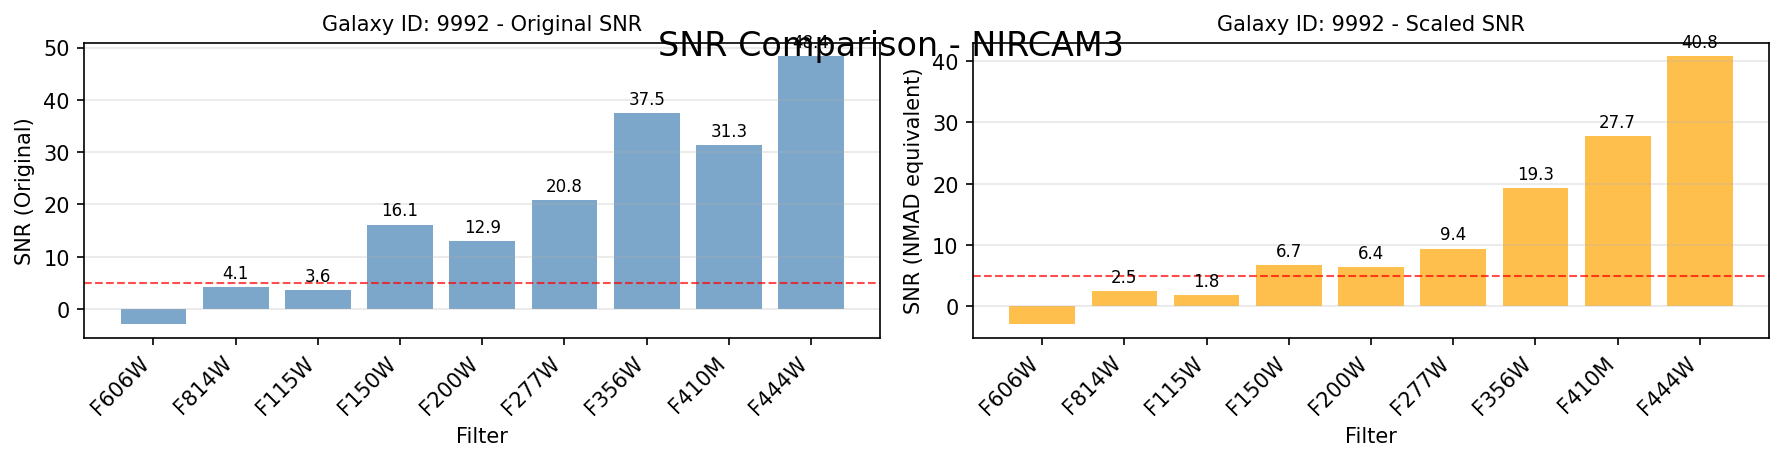 SNR Comparison - NIRCAM3
Galaxy ID: 9992 - Original SNR
SNR (Original)
50
40
30
20
10
0
4.1
3.6
16.1
12.9
20.8
37.5
31.3
48.4
F606W
F814W
F115W
F150W
F200W
F277W
F356W
F410M
F444W
Filter
Galaxy ID: 9992 - Scaled SNR
SNR (NMAD equivalent)
40
30
20
10
0
2.5
1.8
6.7
6.4
9.4
19.3
27.7
40.8
F606W
F814W
F115W
F150W
F200W
F277W
F356W
F410M
F444W
Filter